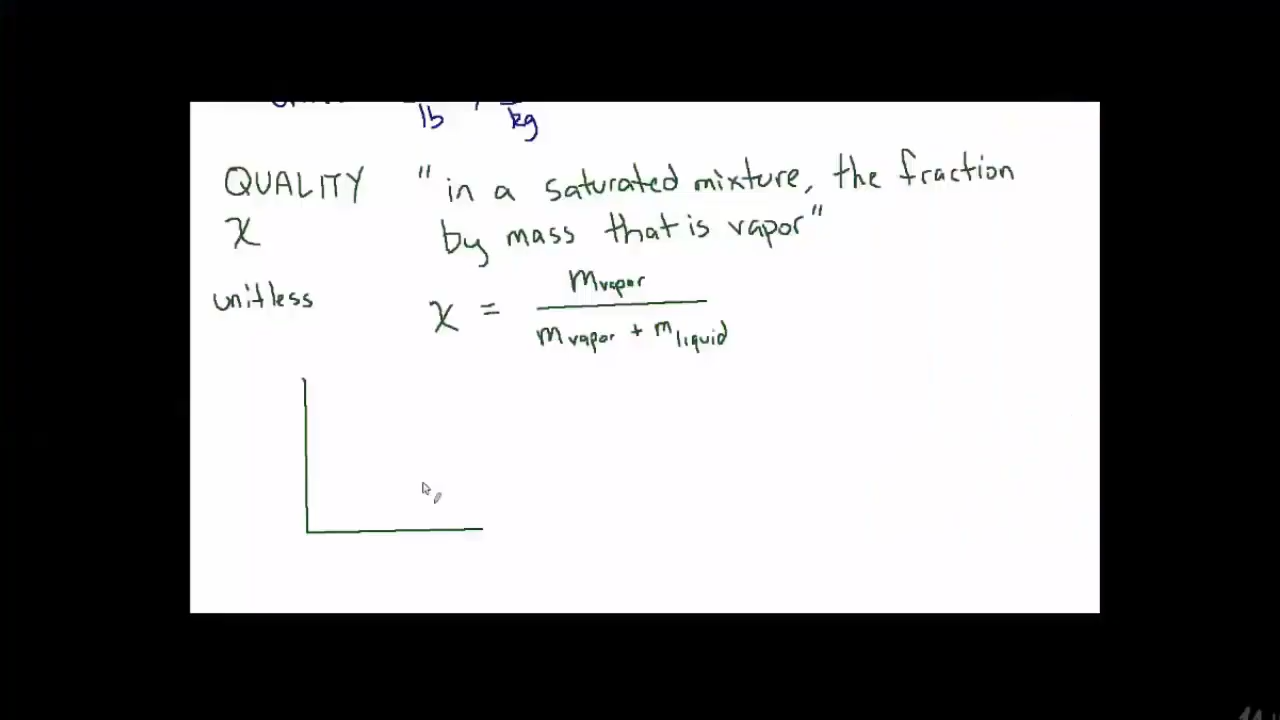 lb , kg
QUALITY "in a saturated mixture, the fraction
x by mass that is vapor"
unitless x = mvapor / mvapor + mliquid